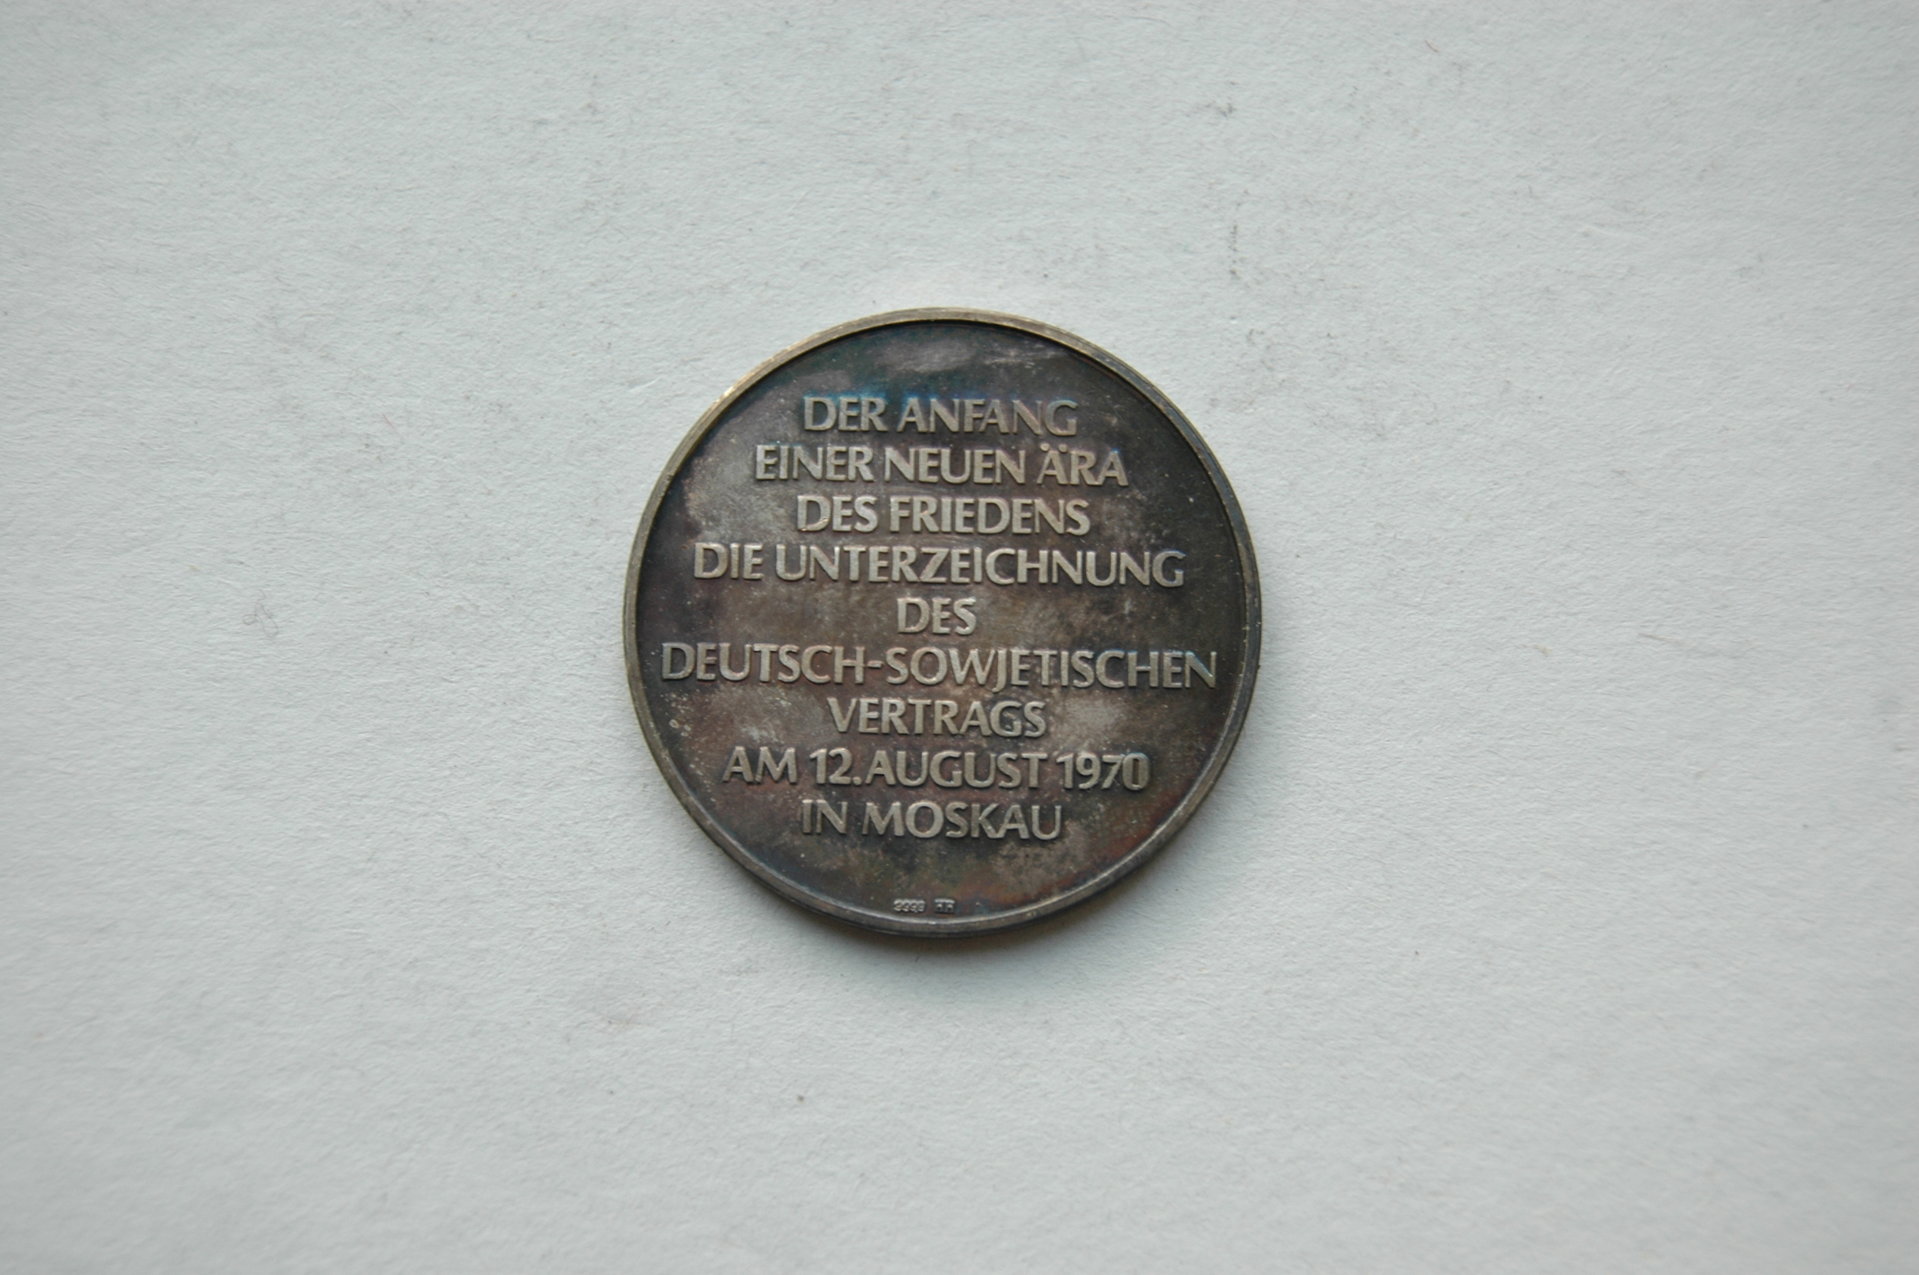 DER ANFANG
EINER NEUEN ÄRA
DES FRIEDENS
DIE UNTERZEICHNUNG
DES
DEUTSCH-SOWJETISCHEN
VERTRAGS
AM 12. AUGUST 1970
IN MOSKAU